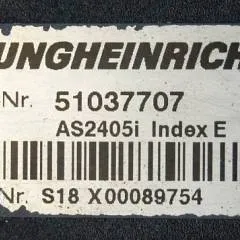 UNGHEINRICH
Nr. 51037707
AS2405i Index E
Nr. S18 X00089754